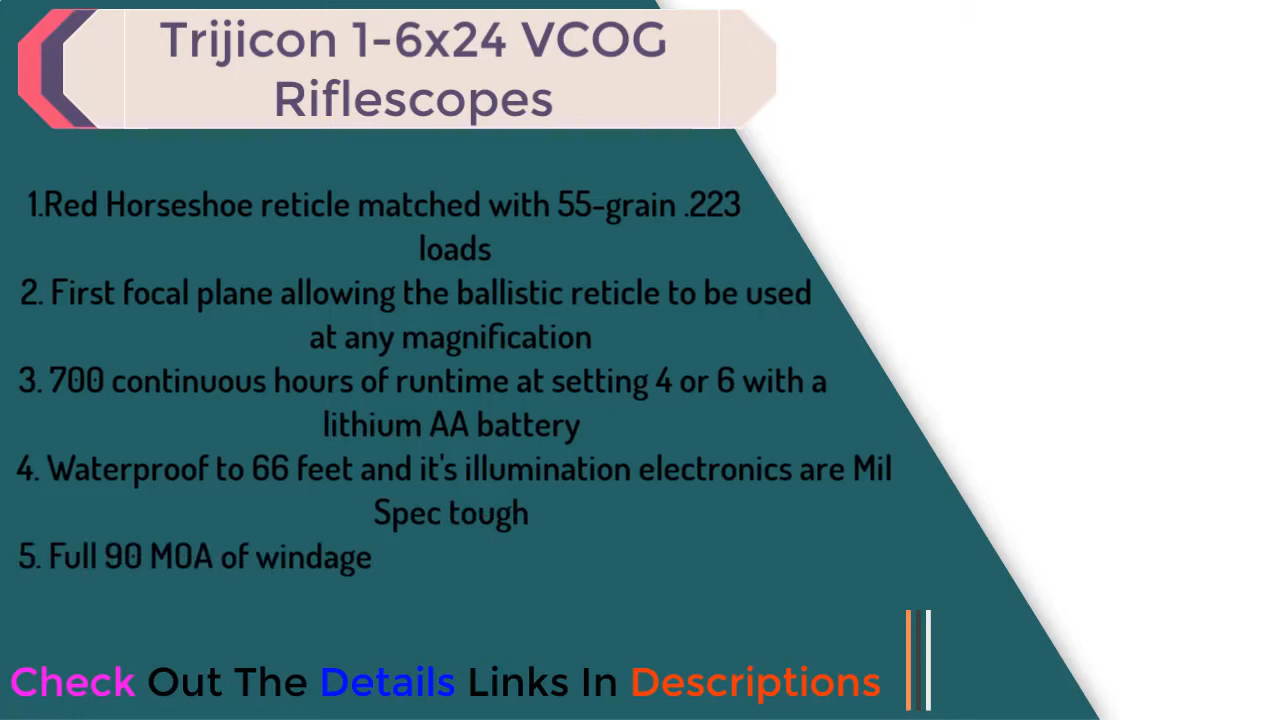 Trijicon 1-6x24 VCOG
Riflescopes
1.Red Horseshoe reticle matched with 55-grain .223
loads
2. First focal plane allowing the ballistic reticle to be used
at any magnification
3. 700 continuous hours of runtime at setting 4 or 6 with a
lithium AA battery
4. Waterproof to 66 feet and it's illumination electronics are Mil
Spec tough
5. Full 90 MOA of windage
Check Out The Details Links In Descriptions